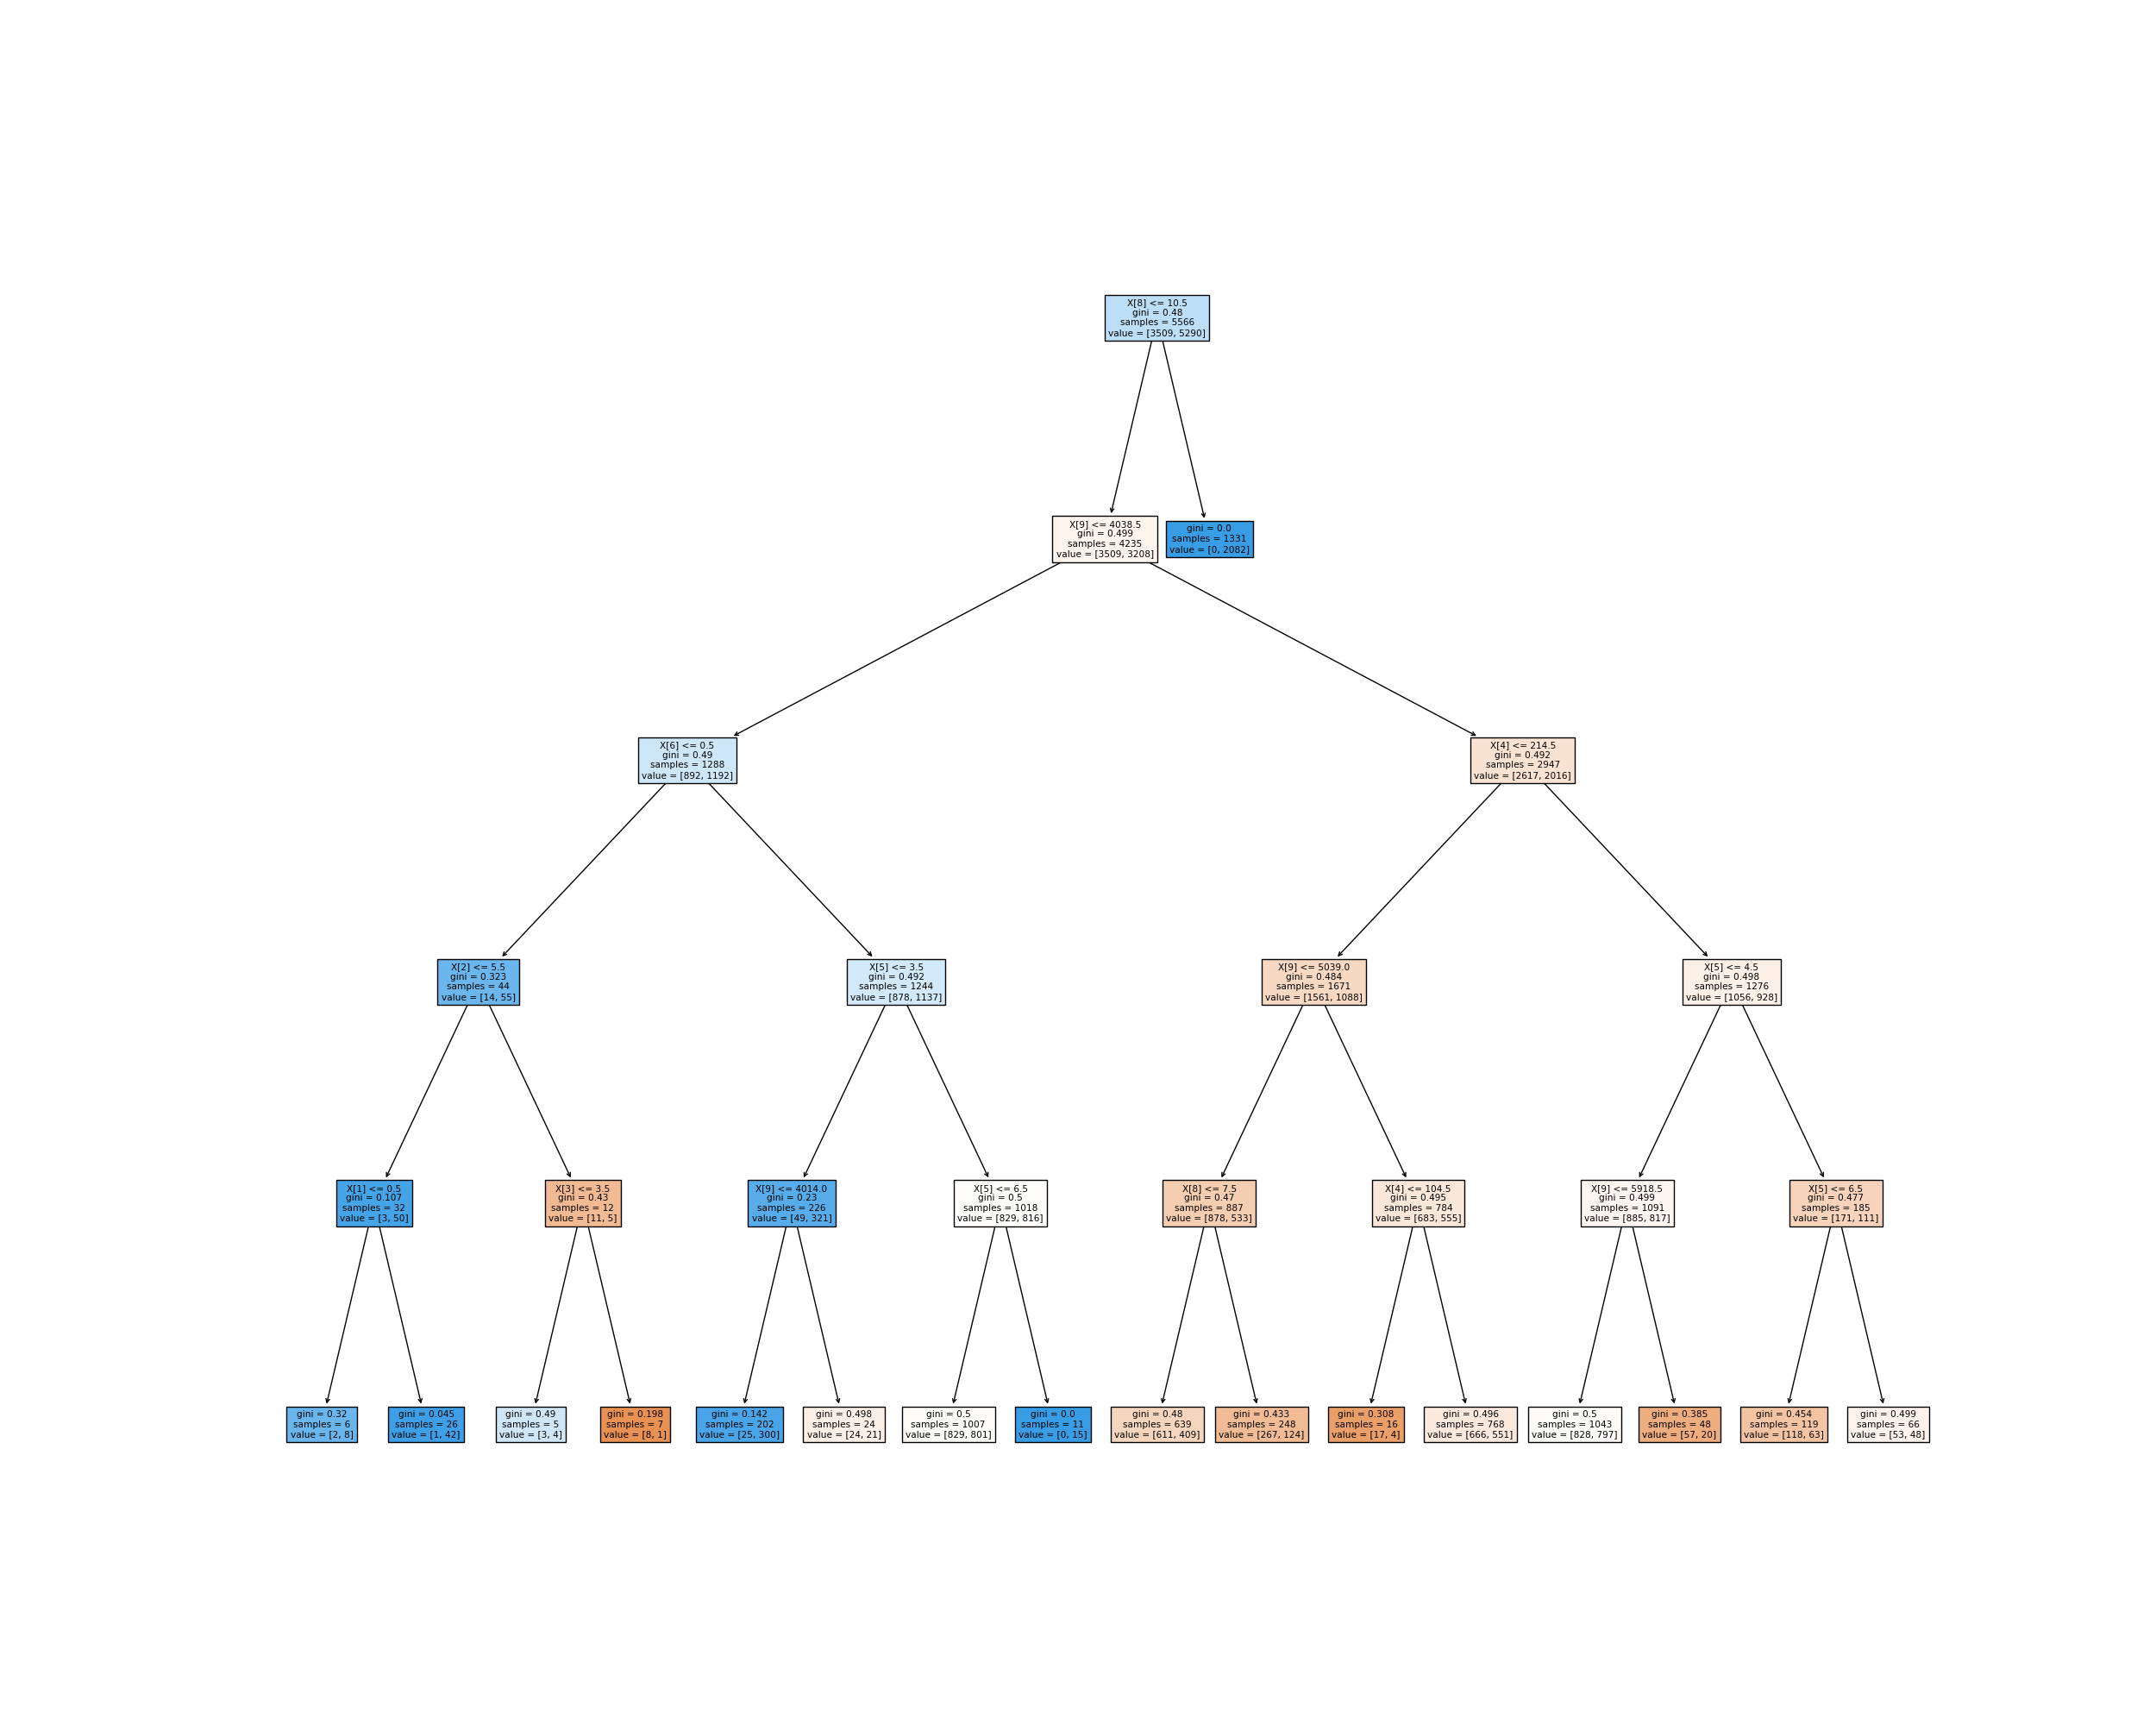 X[8] <= 10.5
gini = 0.48
samples = 5566
value = [3509, 5290]
X[9] <= 4038.5
gini = 0.499
samples = 4235
value = [3509, 3208]
gini = 0.0
samples = 1331
value = [0, 2082]
X[6] <= 0.5
gini = 0.49
samples = 1288
value = [892, 1192]
X[4] <= 214.5
gini = 0.492
samples = 2947
value = [2617, 2016]
X[2] <= 5.5
gini = 0.323
samples = 44
value = [14, 55]
X[5] <= 3.5
gini = 0.492
samples = 1244
value = [878, 1137]
X[9] <= 5039.0
gini = 0.484
samples = 1671
value = [1561, 1088]
X[5] <= 4.5
gini = 0.498
samples = 1276
value = [1056, 928]
X[1] <= 0.5
gini = 0.107
samples = 32
value = [3, 50]
X[3] <= 3.5
gini = 0.43
samples = 12
value = [11, 5]
X[9] <= 4014.0
gini = 0.23
samples = 226
value = [49, 321]
X[5] <= 6.5
gini = 0.5
samples = 1018
value = [829, 816]
X[8] <= 7.5
gini = 0.47
samples = 887
value = [878, 533]
X[4] <= 104.5
gini = 0.495
samples = 784
value = [683, 555]
X[9] <= 5918.5
gini = 0.499
samples = 1091
value = [885, 817]
X[5] <= 6.5
gini = 0.477
samples = 185
value = [171, 111]
gini = 0.32
samples = 6
value = [2, 8]
gini = 0.045
samples = 26
value = [1, 42]
gini = 0.49
samples = 5
value = [3, 4]
gini = 0.198
samples = 7
value = [8, 1]
gini = 0.142
samples = 202
value = [25, 300]
gini = 0.498
samples = 24
value = [24, 21]
gini = 0.5
samples = 1007
value = [829, 801]
gini = 0.0
samples = 11
value = [0, 15]
gini = 0.48
samples = 639
value = [611, 409]
gini = 0.433
samples = 248
value = [267, 124]
gini = 0.308
samples = 16
value = [17, 4]
gini = 0.496
samples = 768
value = [666, 551]
gini = 0.5
samples = 1043
value = [828, 797]
gini = 0.385
samples = 48
value = [57, 20]
gini = 0.454
samples = 119
value = [118, 63]
gini = 0.499
samples = 66
value = [53, 48]